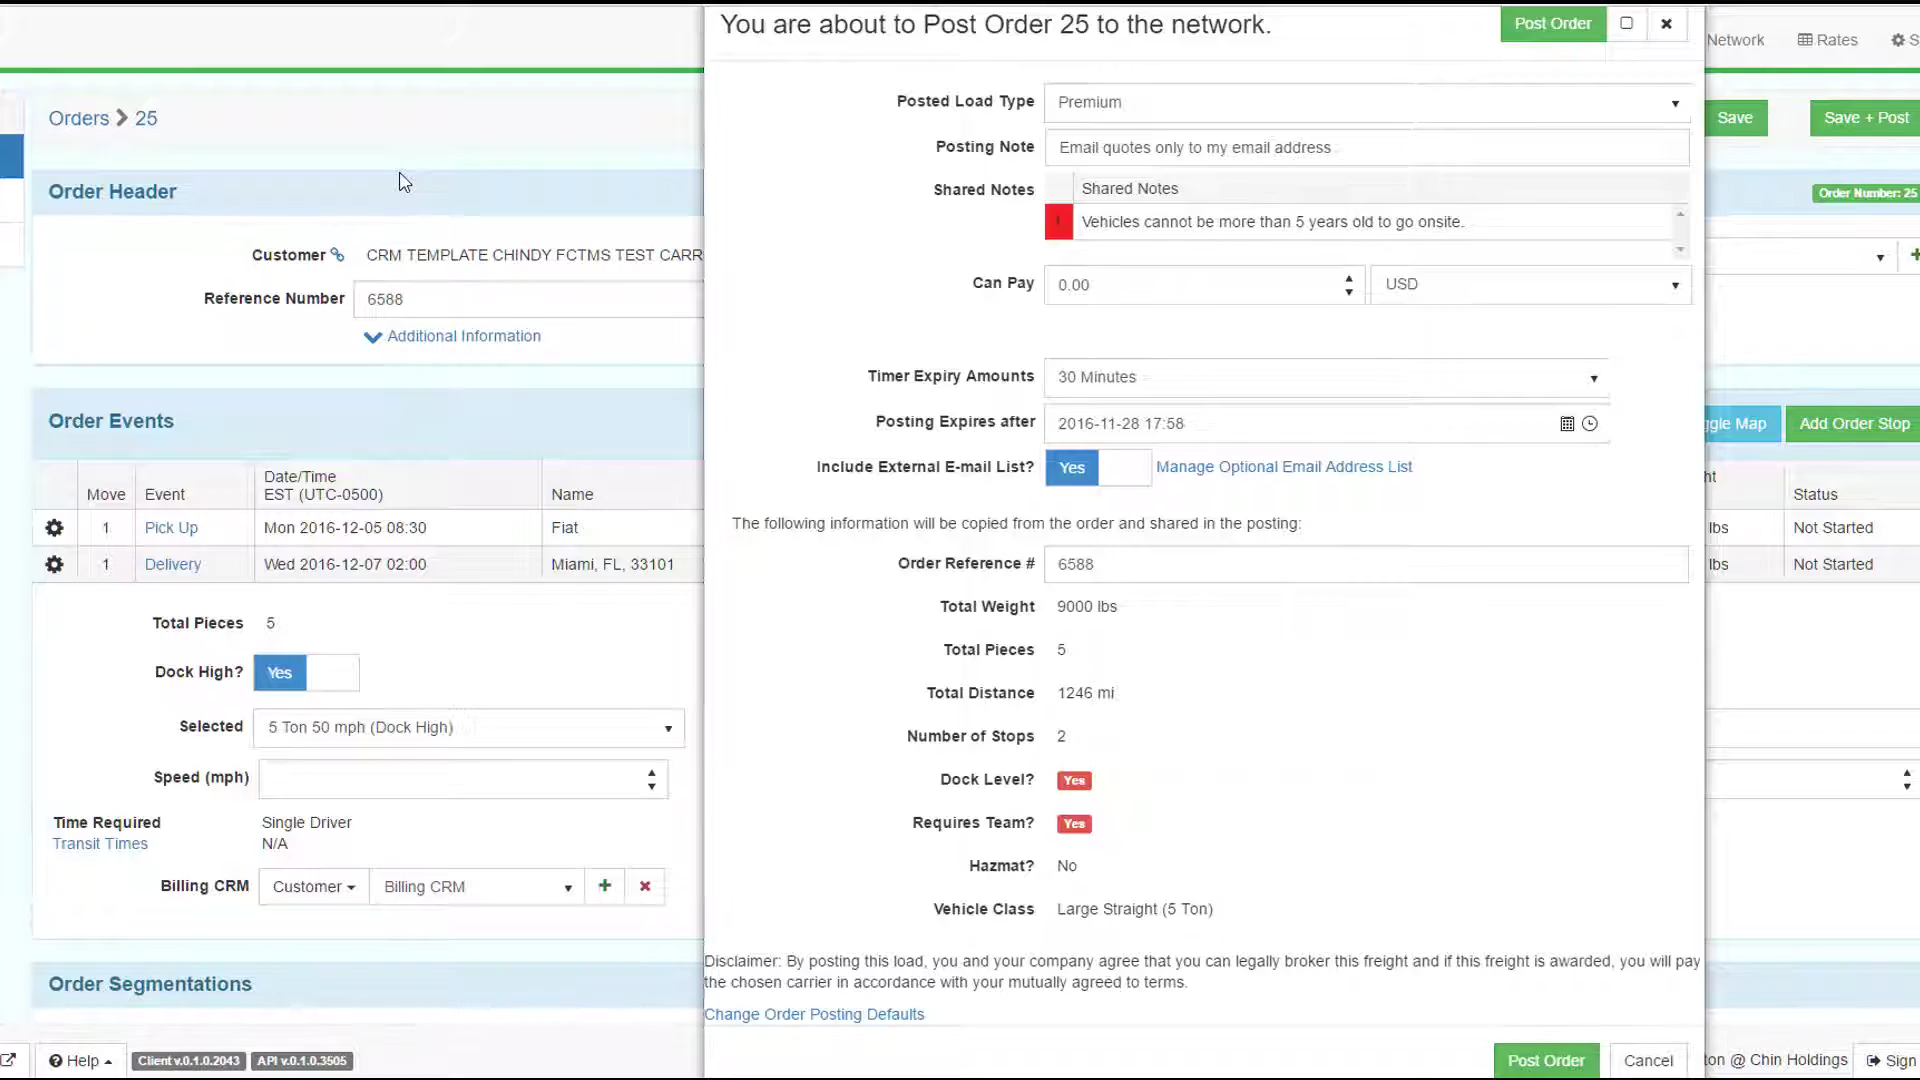 You are about to Post Order 25 to the network.
Post Order
Network
Rates
S
Orders 25
Save
Save + Post
Order Header
Order Number: 25
Customer
CRM TEMPLATE CHINDY FCTMS TEST CARR
Reference Number
6588
Additional Information
Order Events
ggle Map
Add Order Stop
Move
Event
Date/Time
EST (UTC-0500)
Name
ht
Status
1
Pick Up
Mon 2016-12-05 08:30
Fiat
lbs
Not Started
1
Delivery
Wed 2016-12-07 02:00
Miami, FL, 33101
lbs
Not Started
Total Pieces
5
Dock High?
Yes
Selected
5 Ton 50 mph (Dock High)
Speed (mph)
Time Required
Single Driver
Transit Times
N/A
Billing CRM
Customer
Billing CRM
Order Segmentations
Posted Load Type
Premium
Posting Note
Email quotes only to my email address
Shared Notes
Shared Notes
!
Vehicles cannot be more than 5 years old to go onsite.
Can Pay
0.00
USD
Timer Expiry Amounts
30 Minutes
Posting Expires after
2016-11-28 17:58
Include External E-mail List?
Yes
Manage Optional Email Address List
The following information will be copied from the order and shared in the posting:
Order Reference #
6588
Total Weight
9000 lbs
Total Pieces
5
Total Distance
1246 mi
Number of Stops
2
Dock Level?
Yes
Requires Team?
Yes
Hazmat?
No
Vehicle Class
Large Straight (5 Ton)
Disclaimer: By posting this load, you and your company agree that you can legally broker this freight and if this freight is awarded, you will pay
the chosen carrier in accordance with your mutually agreed to terms.
Change Order Posting Defaults
Post Order
Cancel
Help
Client v.0.1.0.2043
API v.0.1.0.3505
ton @ Chin Holdings
Sign